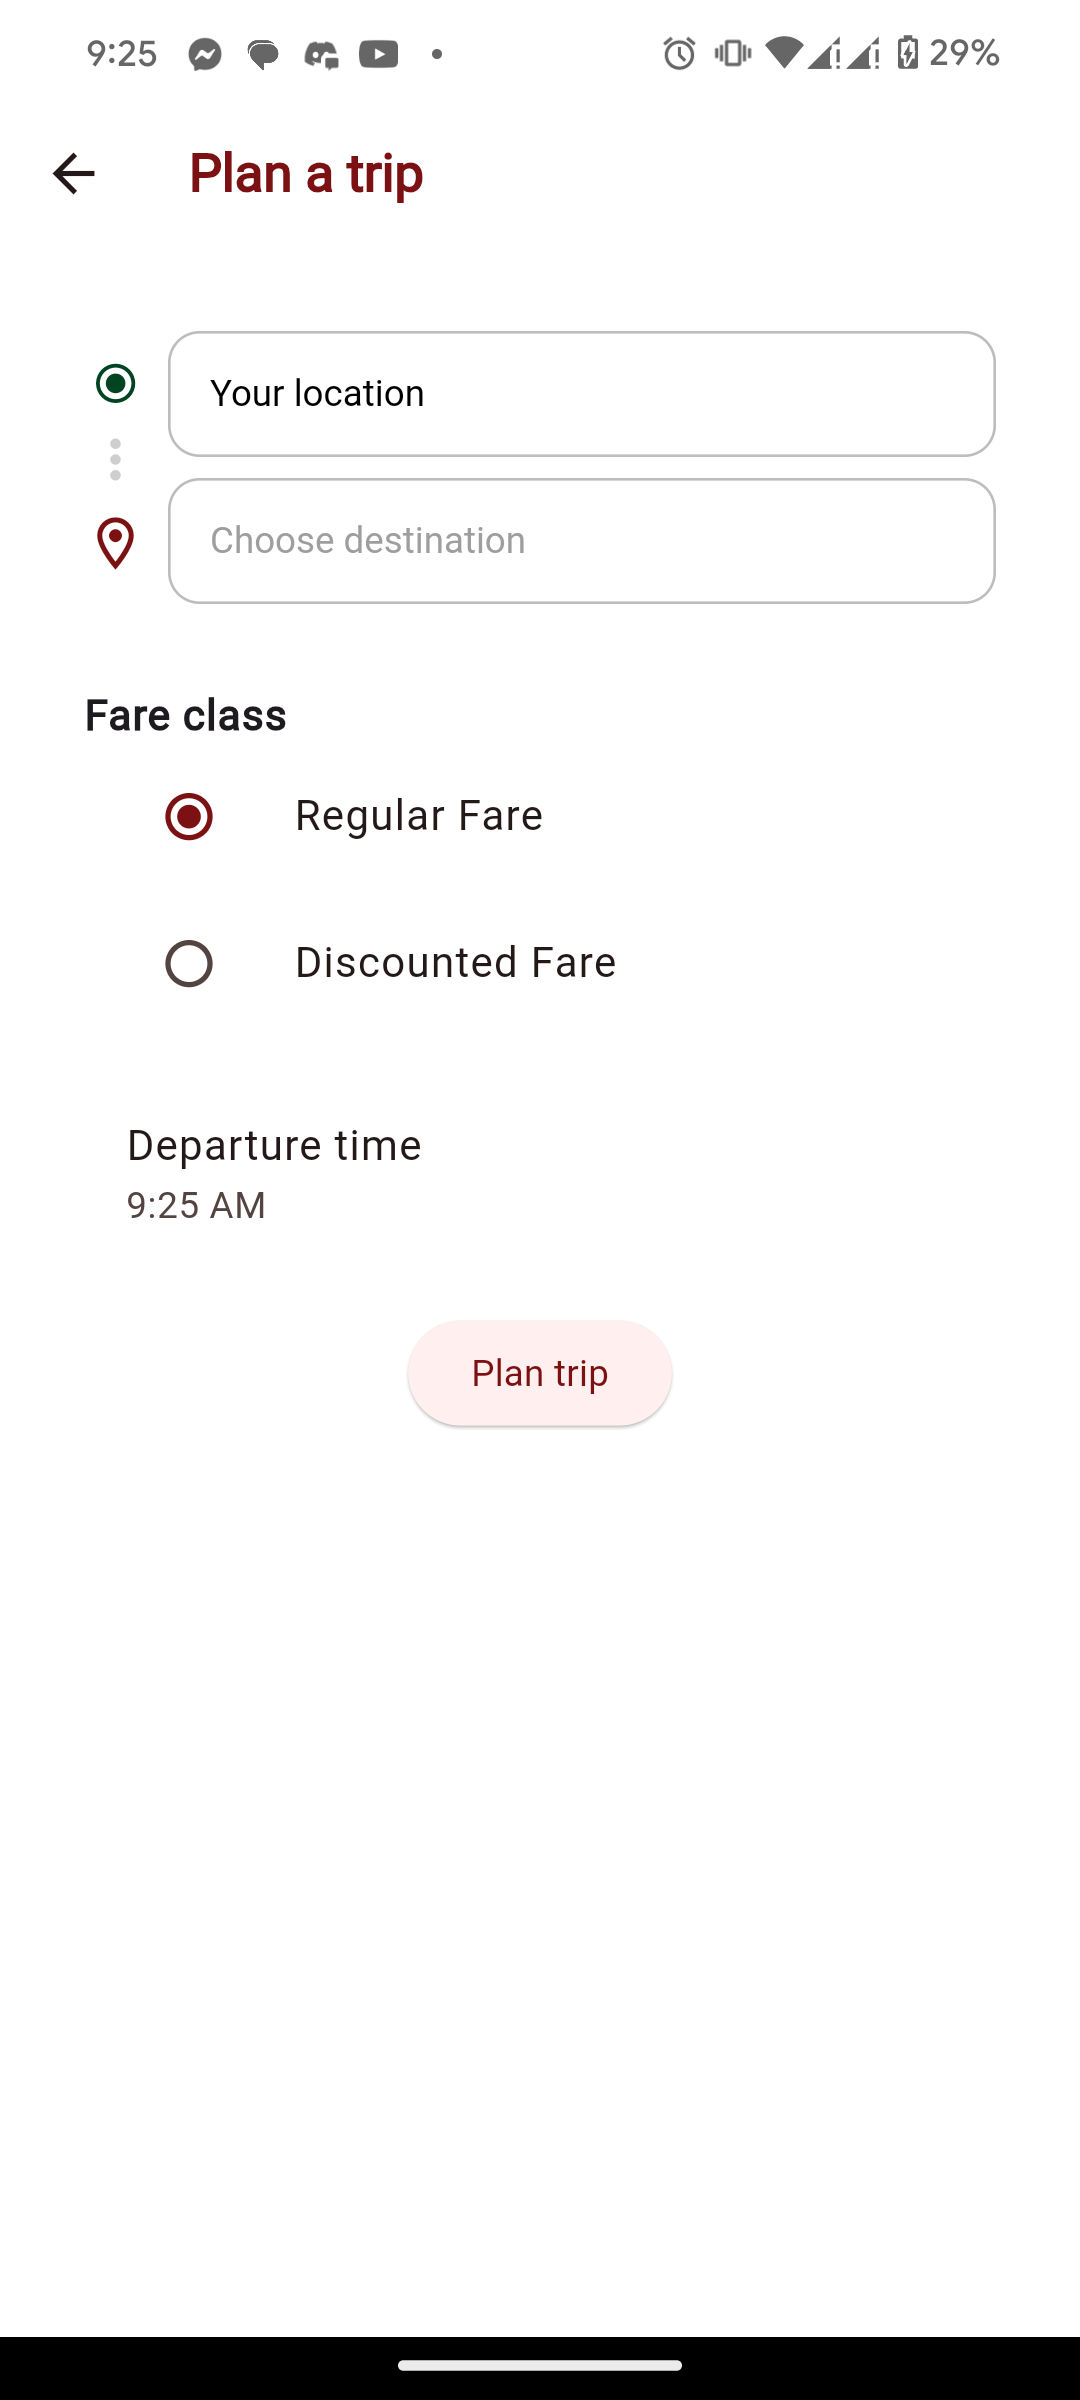 9:25
29%
Plan a trip
Your location
Choose destination
Fare class
Regular Fare
Discounted Fare
Departure time
9:25 AM
Plan trip